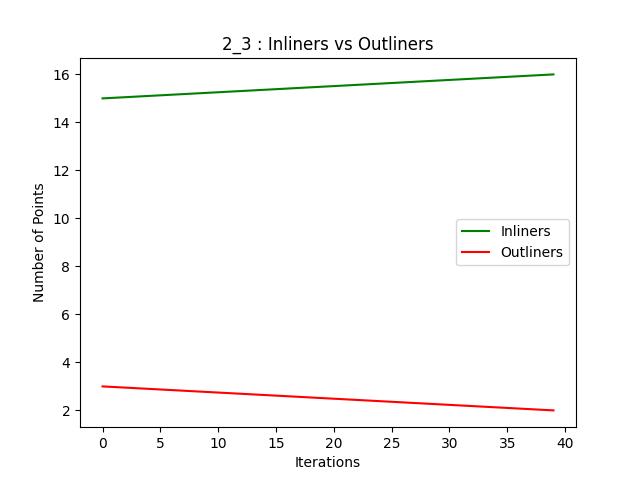 2_3 : Inliners vs Outliners
16
14
12
10
8
6
4
2
Number of Points
Inliners
Outliners
0 5 10 15 20 25 30 35 40
Iterations